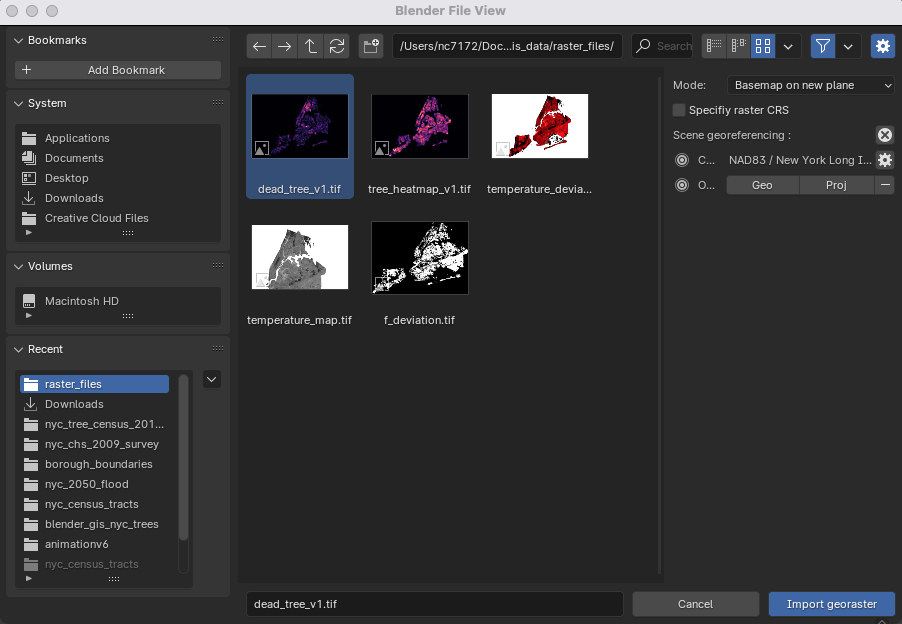 Blender File View
Bookmarks
Add Bookmark
System
Applications
Documents
Desktop
Downloads
Creative Cloud Files
Volumes
Macintosh HD
Recent
raster_files
Downloads
nyc_tree_census_201...
nyc_chs_2009_survey
borough_boundaries
nyc_2050_flood
nyc_census_tracts
blender_gis_nyc_trees
animationv6
nyc_census_tracts
/Users/nc7172/Doc...is_data/raster_files/
Search
dead_tree_v1.tif
tree_heatmap_v1.tif
temperature_devia...
temperature_map.tif
f_deviation.tif
Mode:
Basemap on new plane
Specifiy raster CRS
Scene georeferencing :
C...
NAD83 / New York Long I...
O...
Geo
Proj
dead_tree_v1.tif
Cancel
Import georaster